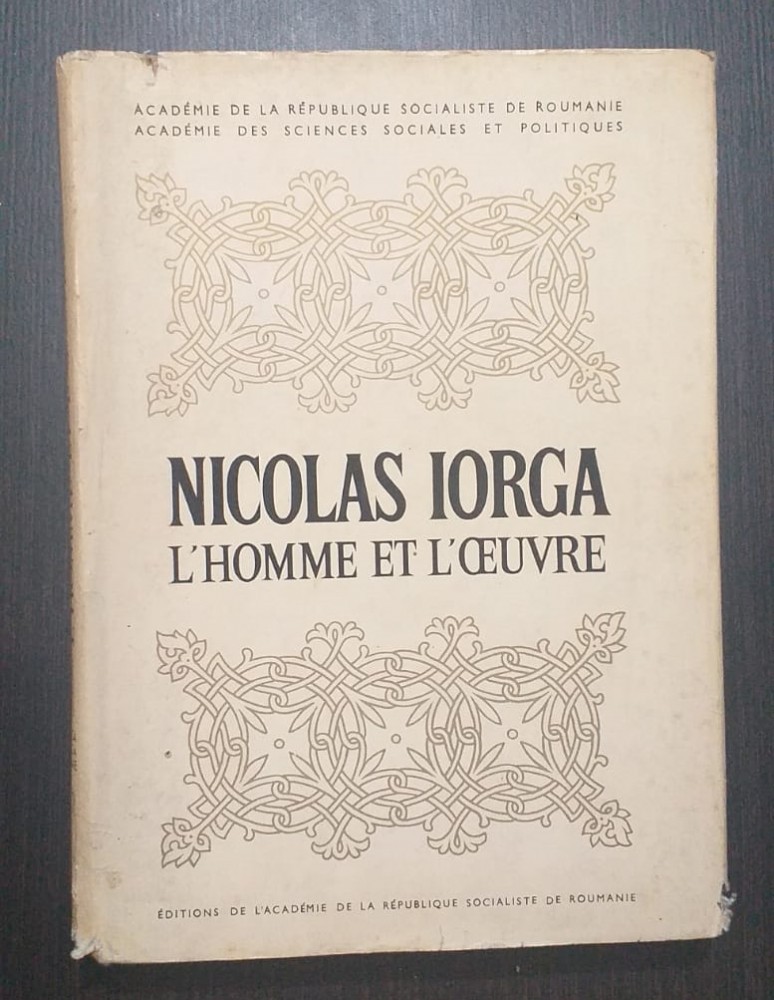 ACADÉMIE DE LA RÉPUBLIQUE SOCIALISTE DE ROUMANIE
ACADÉMIE DES SCIENCES SOCIALES ET POLITIQUES
NICOLAS IORGA
L'HOMME ET L'ŒUVRE
ÉDITIONS DE L'ACADÉMIE DE LA RÉPUBLIQUE SOCIALISTE DE ROUMANIE